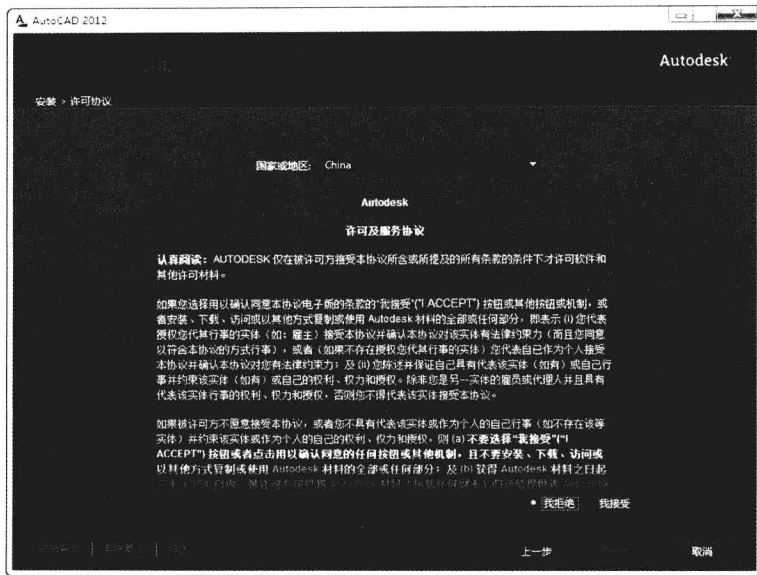 AutoCAD 2012
Autodesk
安装 > 许可协议
国家或地区： China
Autodesk
许可及服务协议
认真阅读：AUTODESK 仅在被许可方接受本协议所含或所提及的所有条款的条件下才许可软件和
其他许可材料。
如果您选择用以确认同意本协议电子版的条款的“我接受”("I ACCEPT") 按钮或其他按钮或机制，或
者安装、下载、访问或以其他方式复制或使用 Autodesk 材料的全部或任何部分，即表示 (i) 您代表
授权您代其行事的实体（如：雇主）接受本协议并确认本协议对该实体有法律约束力（而且您同意
以符合本协议的方式行事），或者（如果不存在授权您代其行事的实体）您代表自己作为个人接受
本协议并确认本协议对您有法律约束力；及 (ii) 您陈述并保证自己具有代表该实体（如有）或自己行
事并约束该实体（如有）或自己的权利、权力和授权。除非您是另一实体的雇员或代理人并且具有
代表该实体行事的权利、权力和授权，否则您不得代表该实体接受本协议。
如果被许可方不愿意接受本协议，或者您不具有代表该实体或作为个人的自己行事（如不存在该等
实体）并约束该实体或作为个人的自己的权利、权力和授权，则 (a) 不要选择“我接受”("I
ACCEPT") 按钮或者点击用以确认同意的任何按钮或其他机制，且不要安装、下载、访问或
以其他方式复制或使用 Autodesk 材料的全部或任何部分；及 (b) 获得 Autodesk 材料之日起
我拒绝 我接受
上一步 取消